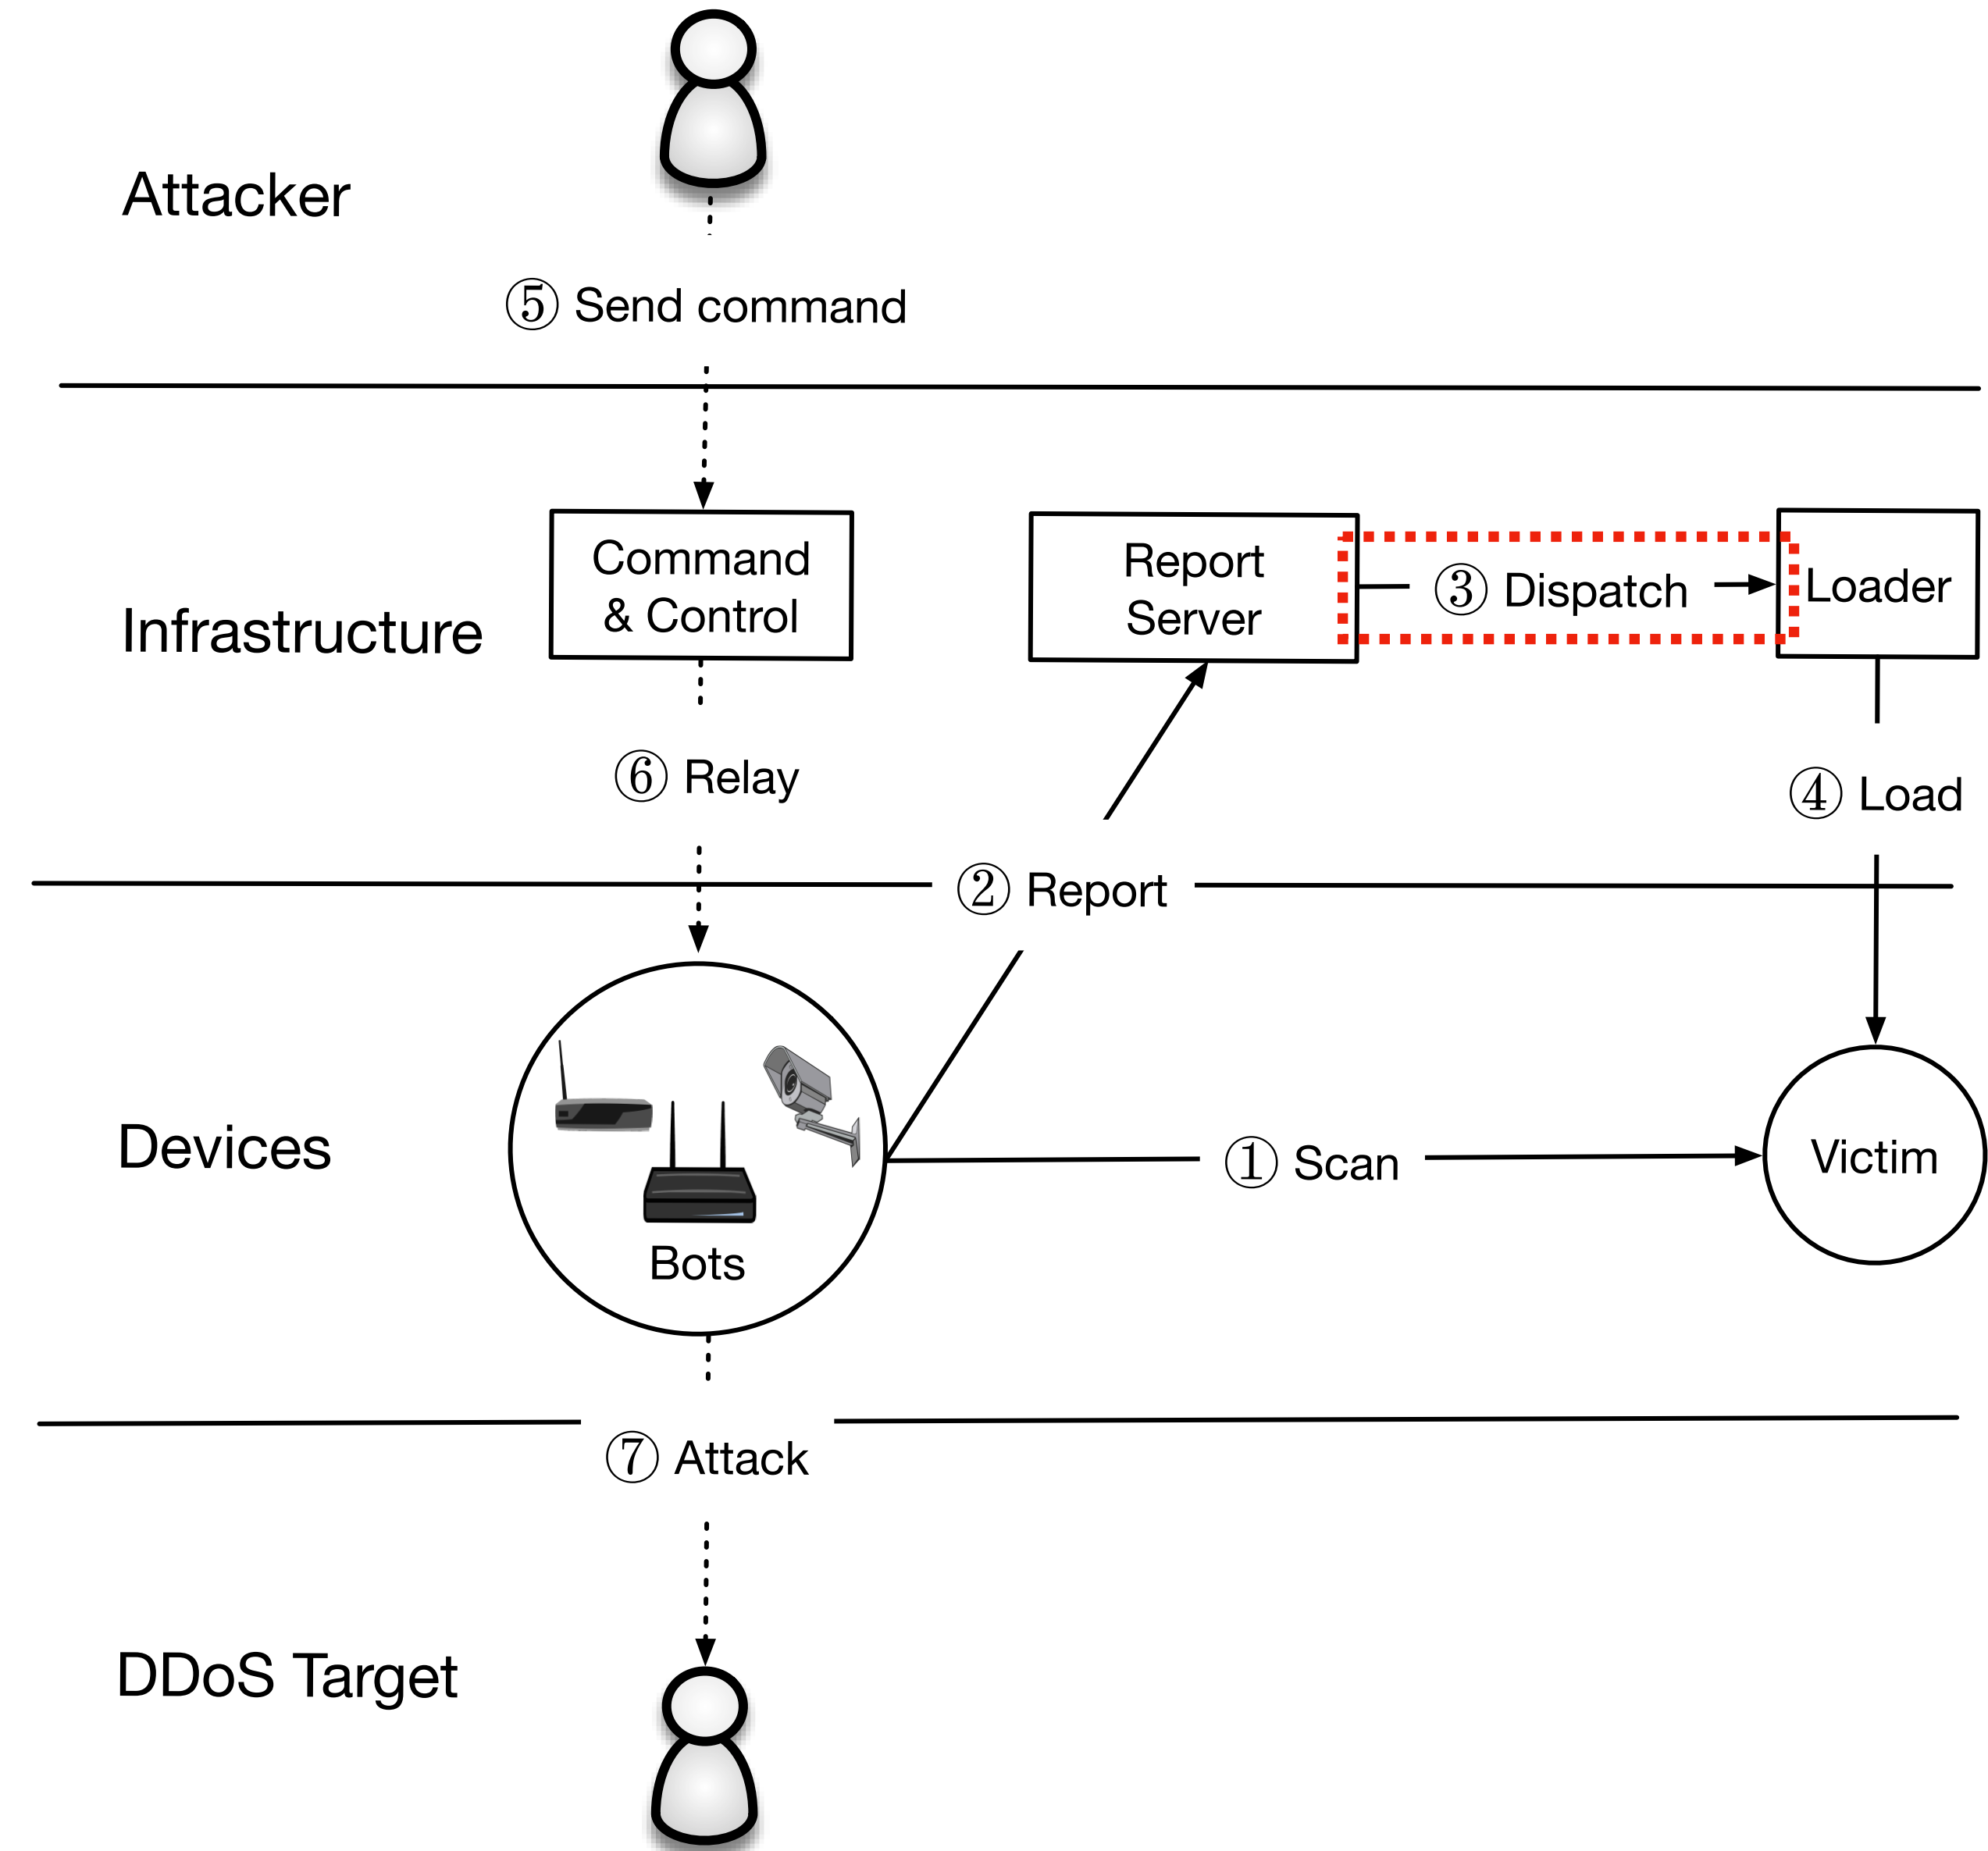 Attacker
⑤ Send command
Command
& Control
Report
Server
③ Dispatch
Loader
Infrastructure
⑥ Relay
④ Load
② Report
Devices
Bots
① Scan
Victim
⑦ Attack
DDoS Target